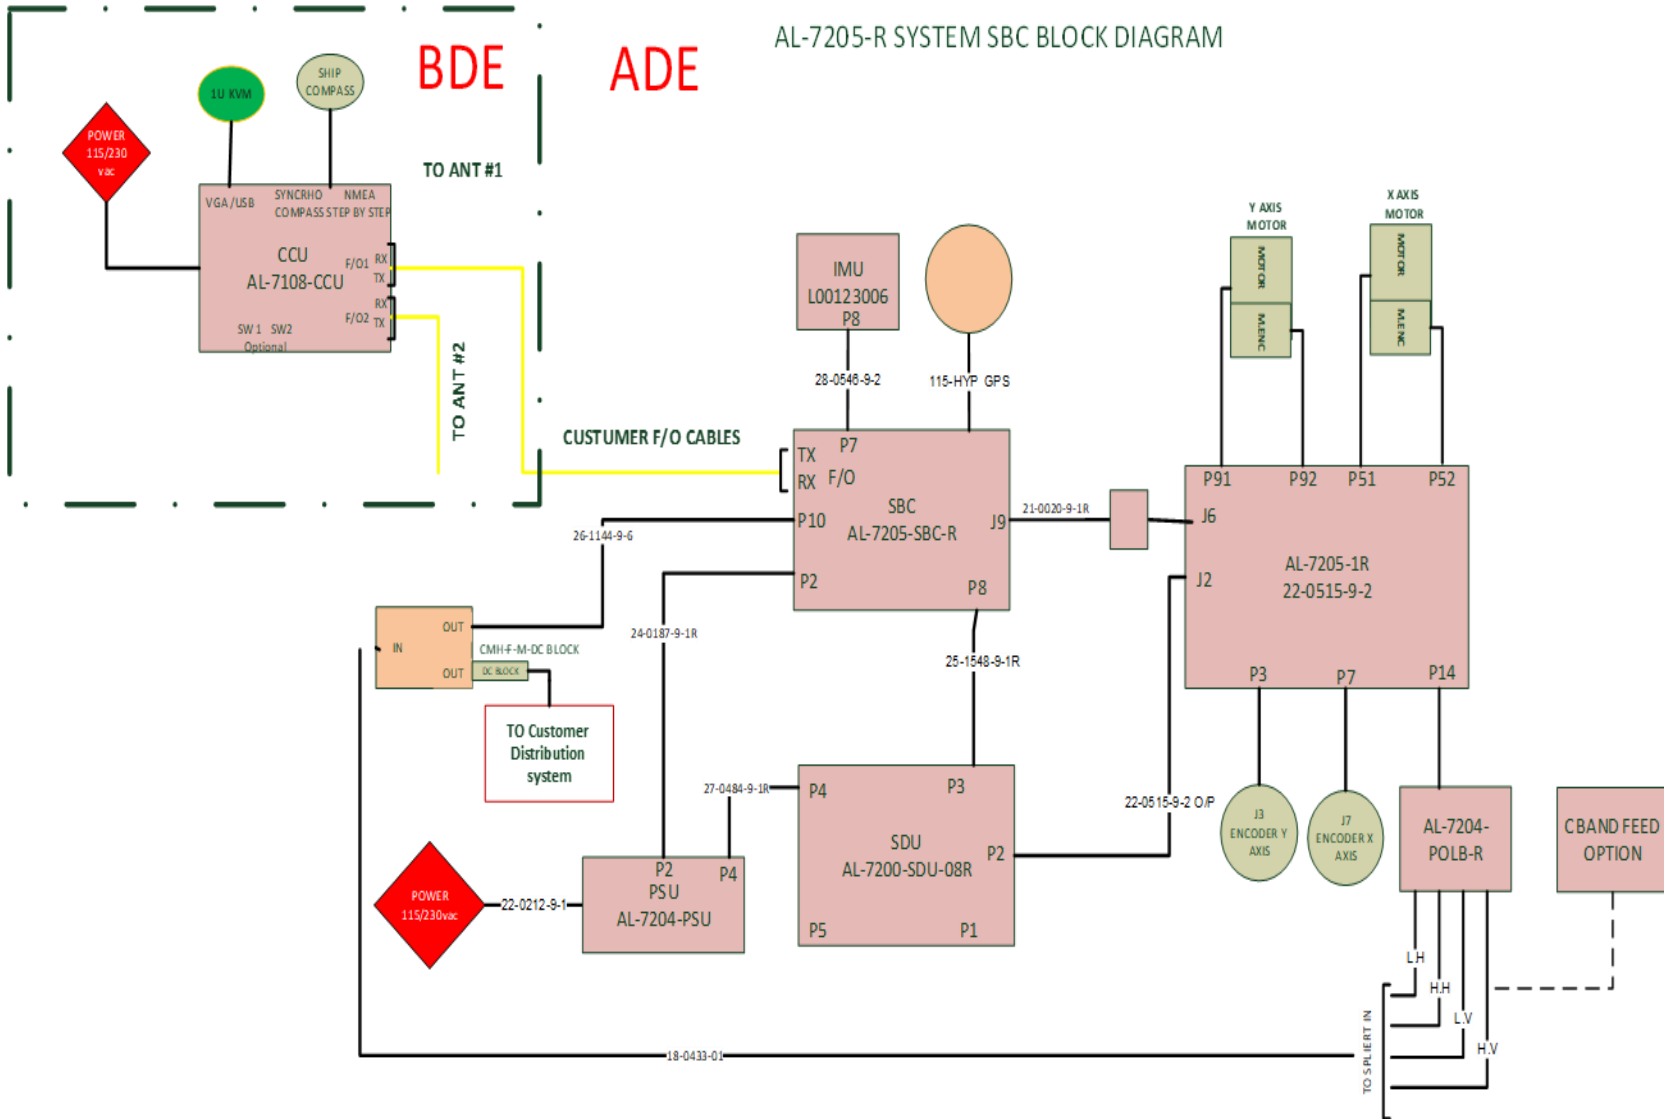 AL-7205-R SYSTEM SBC BLOCK DIAGRAM
BDE
ADE
1U KVM
SHIP
COMPASS
POWER
115/230
vac
TO ANT #1
VGA/USB
SYNCRHO NMEA
COMPASS STEP BY STEP
CCU
AL-7108-CCU
F/O1
RX
TX
F/O2
RX
TX
SW1 SW2
Optional
TO ANT #2
CUSTUMER F/O CABLES
IMU
L00123006
P8
28-0546-9-2
115-HYP GPS
P7
TX
RX
F/O
SBC
AL-7205-SBC-R
P10
P2
J9
P8
26-1144-9-6
24-0187-9-1R
21-0020-9-1R
25-1548-9-1R
Y AXIS
MOTOR
X AXIS
MOTOR
MOTOR
M.ENC
MOTOR
M.ENC
P91
P92
P51
P52
J6
J2
AL-7205-1R
22-0515-9-2
P3
P7
P14
IN
OUT
OUT
CMH-F-M-DC BLOCK
DC BLOCK
TO Customer
Distribution
system
27-0484-9-1R
P4
P3
SDU
AL-7200-SDU-08R
P2
P5
P1
22-0515-9-2 O/P
POWER
115/230vac
22-0212-9-1
P2
P4
PSU
AL-7204-PSU
J3
ENCODER Y
AXIS
J7
ENCODER X
AXIS
AL-7204-
POLB-R
C BAND FEED
OPTION
L.H
H.H
L.V
H.V
TO SPLIERT IN
18-0433-01